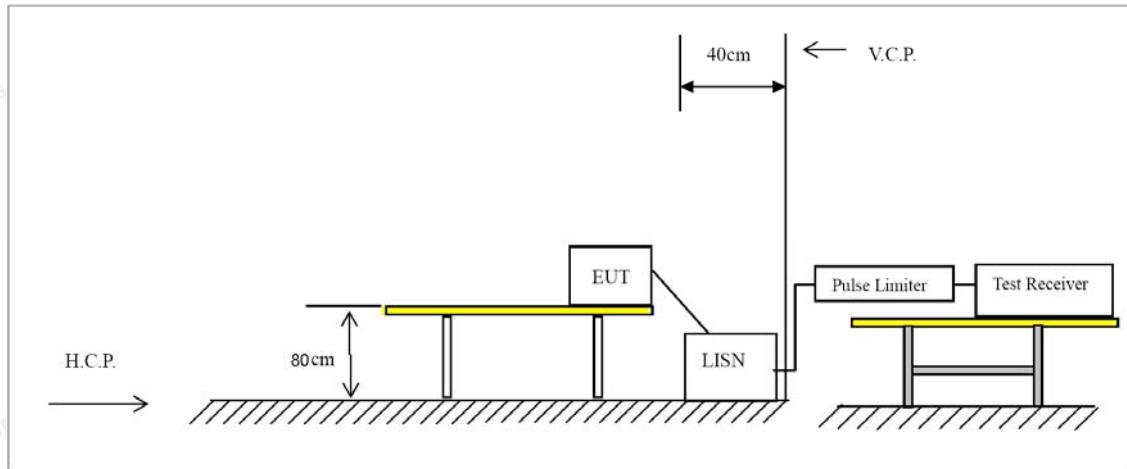 40cm
V.C.P.
EUT
Pulse Limiter
Test Receiver
80cm
LISN
H.C.P.